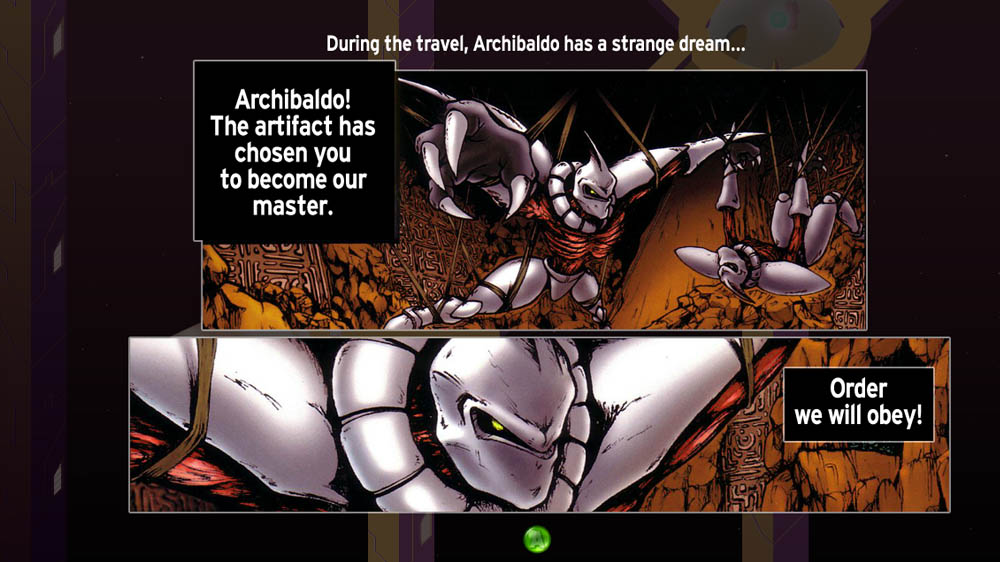 During the travel, Archibaldo has a strange dream...
Archibaldo!
The artifact has
chosen you
to become our
master.
Order
we will obey!